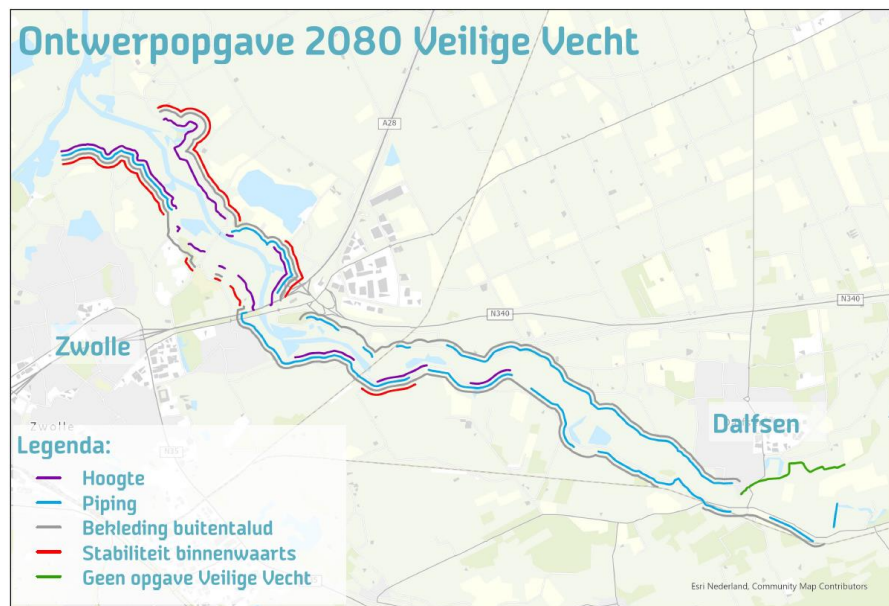 Ontwerpopgave 2080 Veilige Vecht
A28
N340
N340
Zwolle
Dalfsen
Zwolle
N35
Legenda:
Hoogte
Piping
Bekleding buitentalud
Stabiliteit binnenwaarts
Geen opgave Veilige Vecht
Esri Nederland, Community Map Contributors